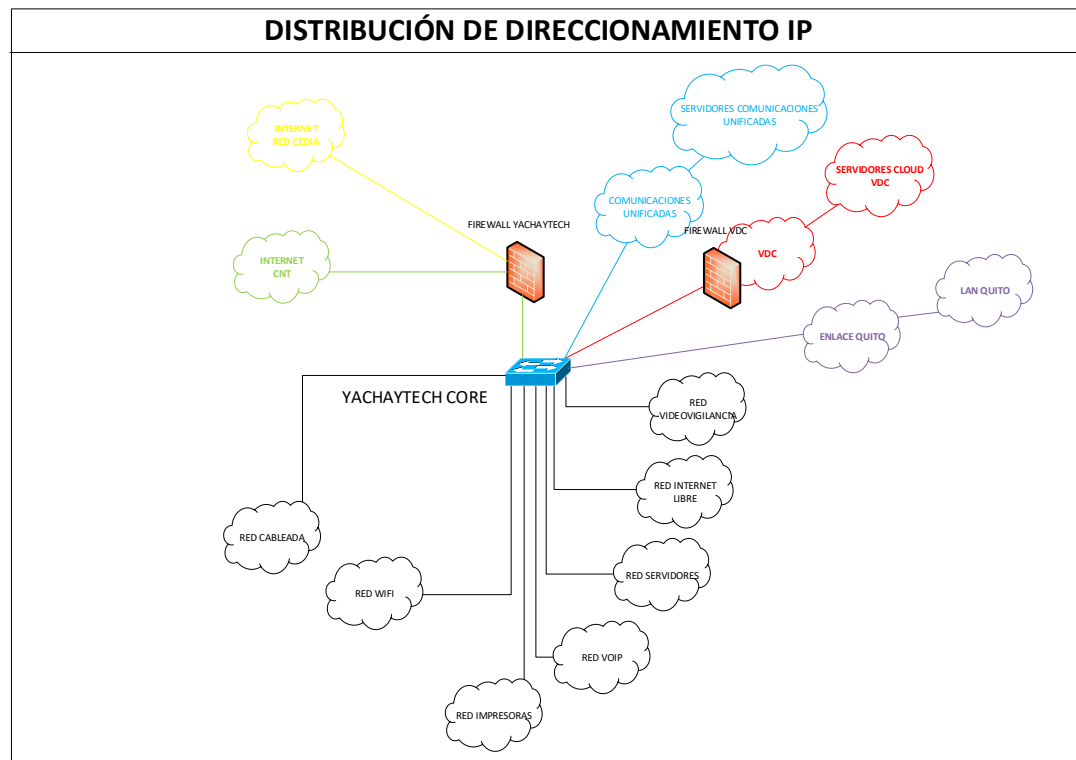 DISTRIBUCIÓN DE DIRECCIONAMIENTO IP
SERVIDORES COMUNICACIONES
UNIFICADAS
INTERNET
RED CEDIA
SERVIDORES CLOUD
VDC
COMUNICACIONES
UNIFICADAS
FIREWALL YACHAYTECH
FIREWALL VDC
VDC
INTERNET
CNT
LAN QUITO
ENLACE QUITO
YACHAYTECH CORE
RED
VIDEOVIGILANCIA
RED INTERNET
LIBRE
RED CABLEADA
RED SERVIDORES
RED WIFI
RED VOIP
RED IMPRESORAS